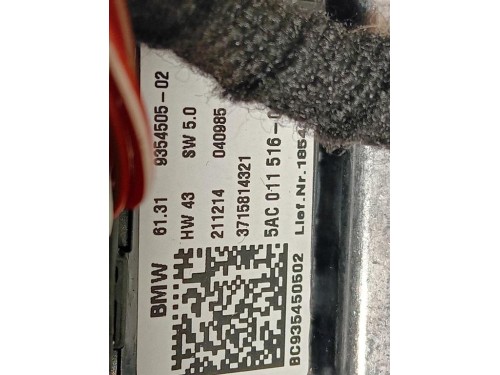 BMW
61.31 9354505-02
HW 43 SW 5.0
211214 040985
3715814321
5AC 011 516-
Lief.Nr.1854
BC935450502